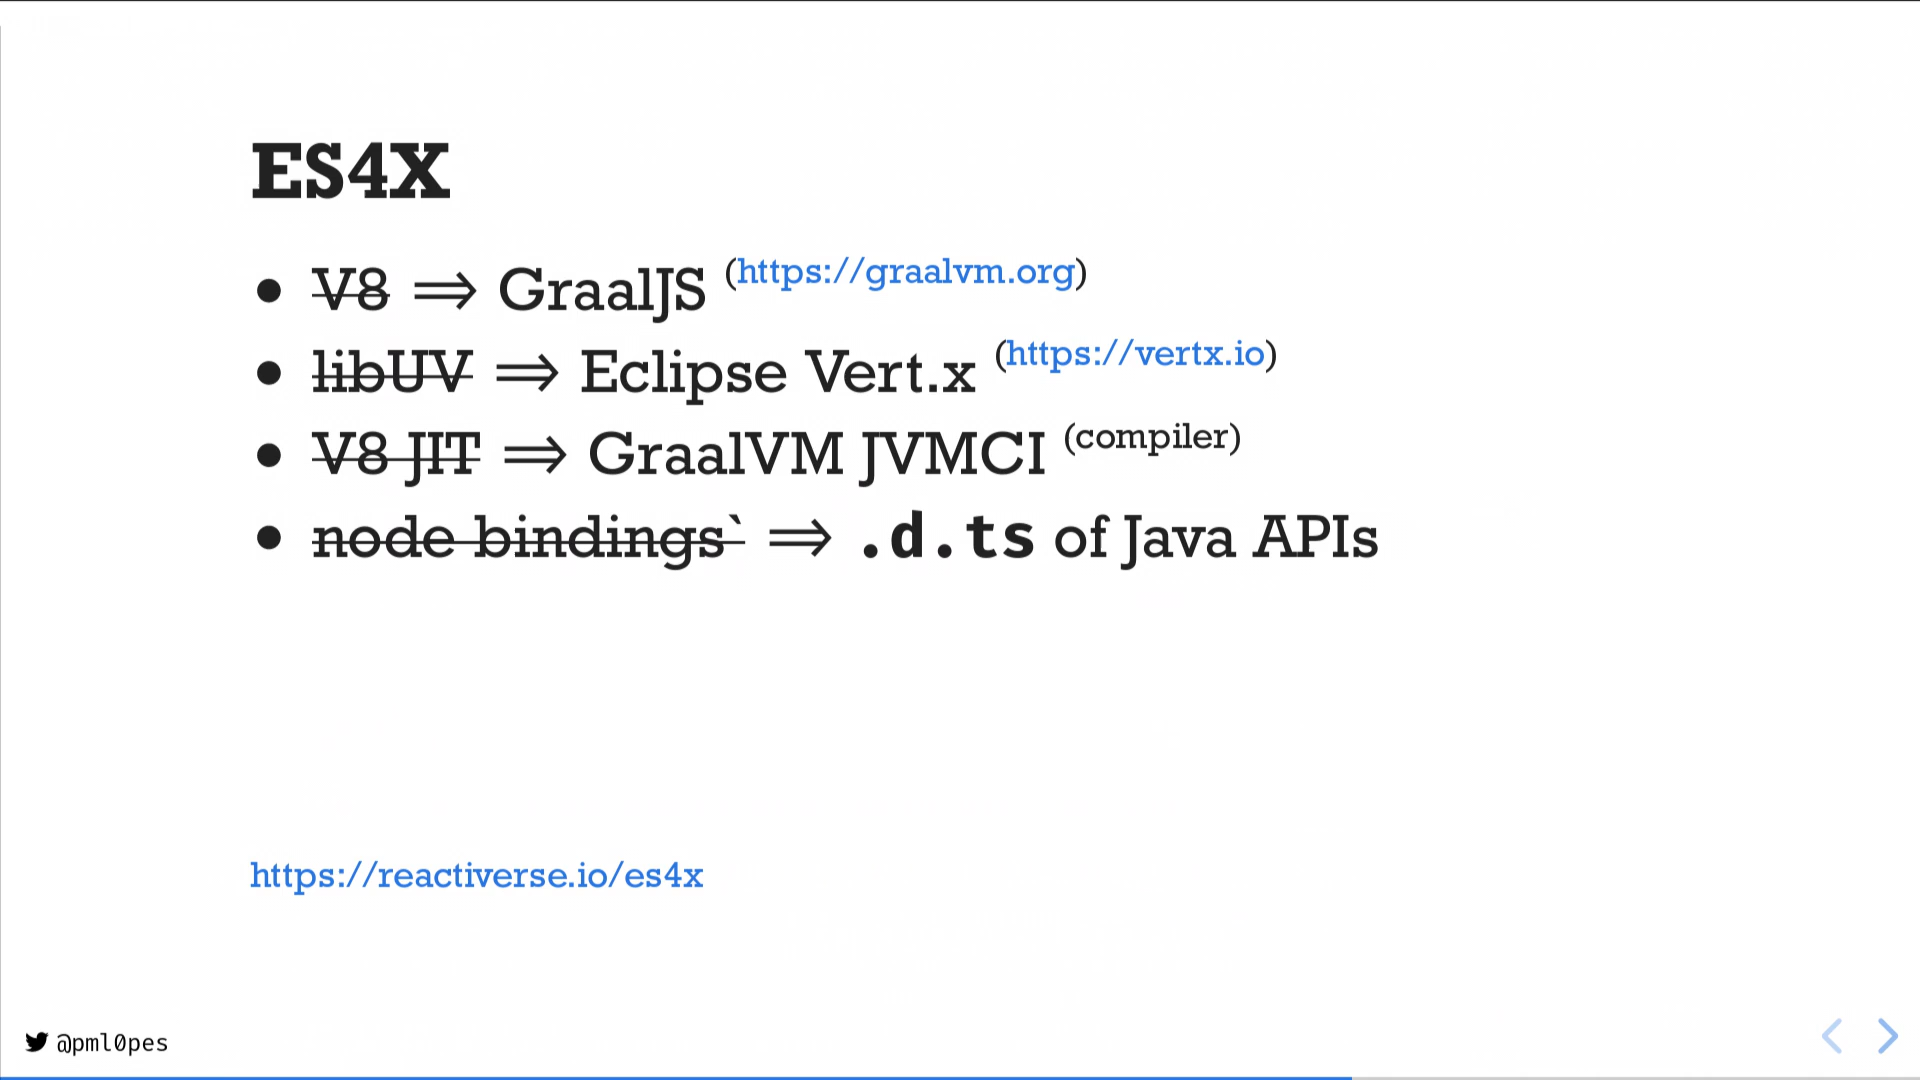 ES4X
• V8 ⟹ GraalJS (https://graalvm.org)
• libUV ⟹ Eclipse Vert.x (https://vertx.io)
• V8 JIT ⟹ GraalVM JVMCI (compiler)
• node bindings` ⟹ .d.ts of Java APIs
https://reactiverse.io/es4x
@pml0pes